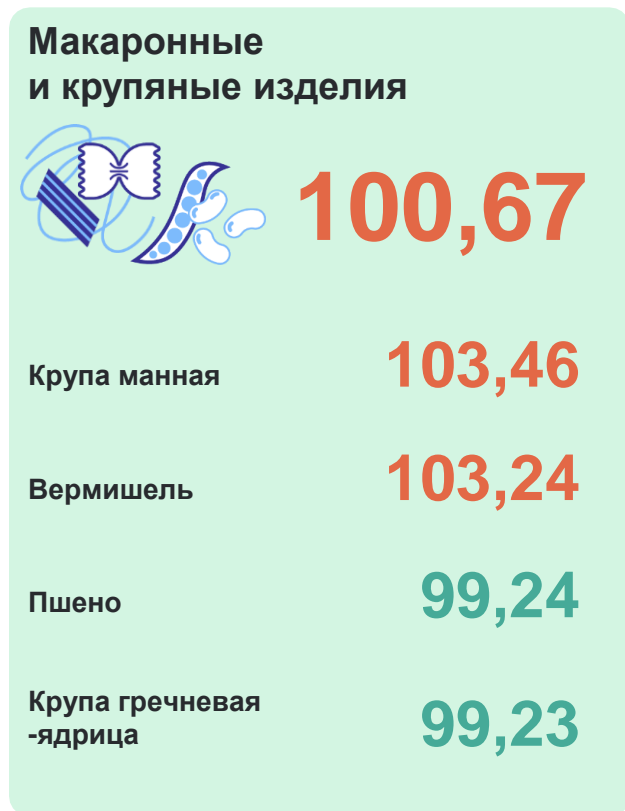 Макаронные
и крупяные изделия
100,67
Крупа манная 103,46
Вермишель 103,24
Пшено 99,24
Крупа гречневая
-ядрица 99,23